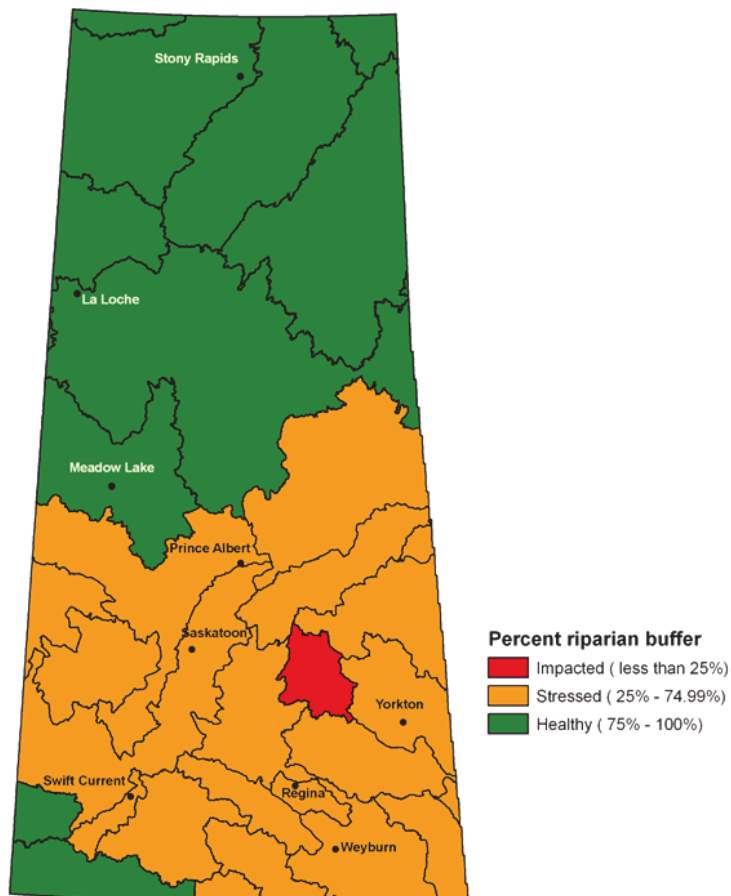 Stony Rapids
La Loche
Meadow Lake
Prince Albert
Saskatoon
Percent riparian buffer
Impacted ( less than 25%)
Stressed ( 25% - 74.99%)
Healthy ( 75% - 100%)
Yorkton
Swift Current
Regina
Weyburn